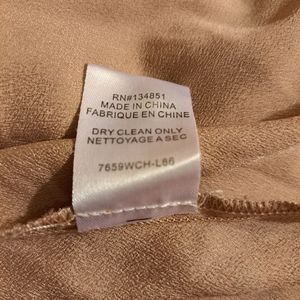 RN#134851
MADE IN CHINA
FABRIQUE EN CHINE
DRY CLEAN ONLY
NETTOYAGE A SEC
7659WCH-L86